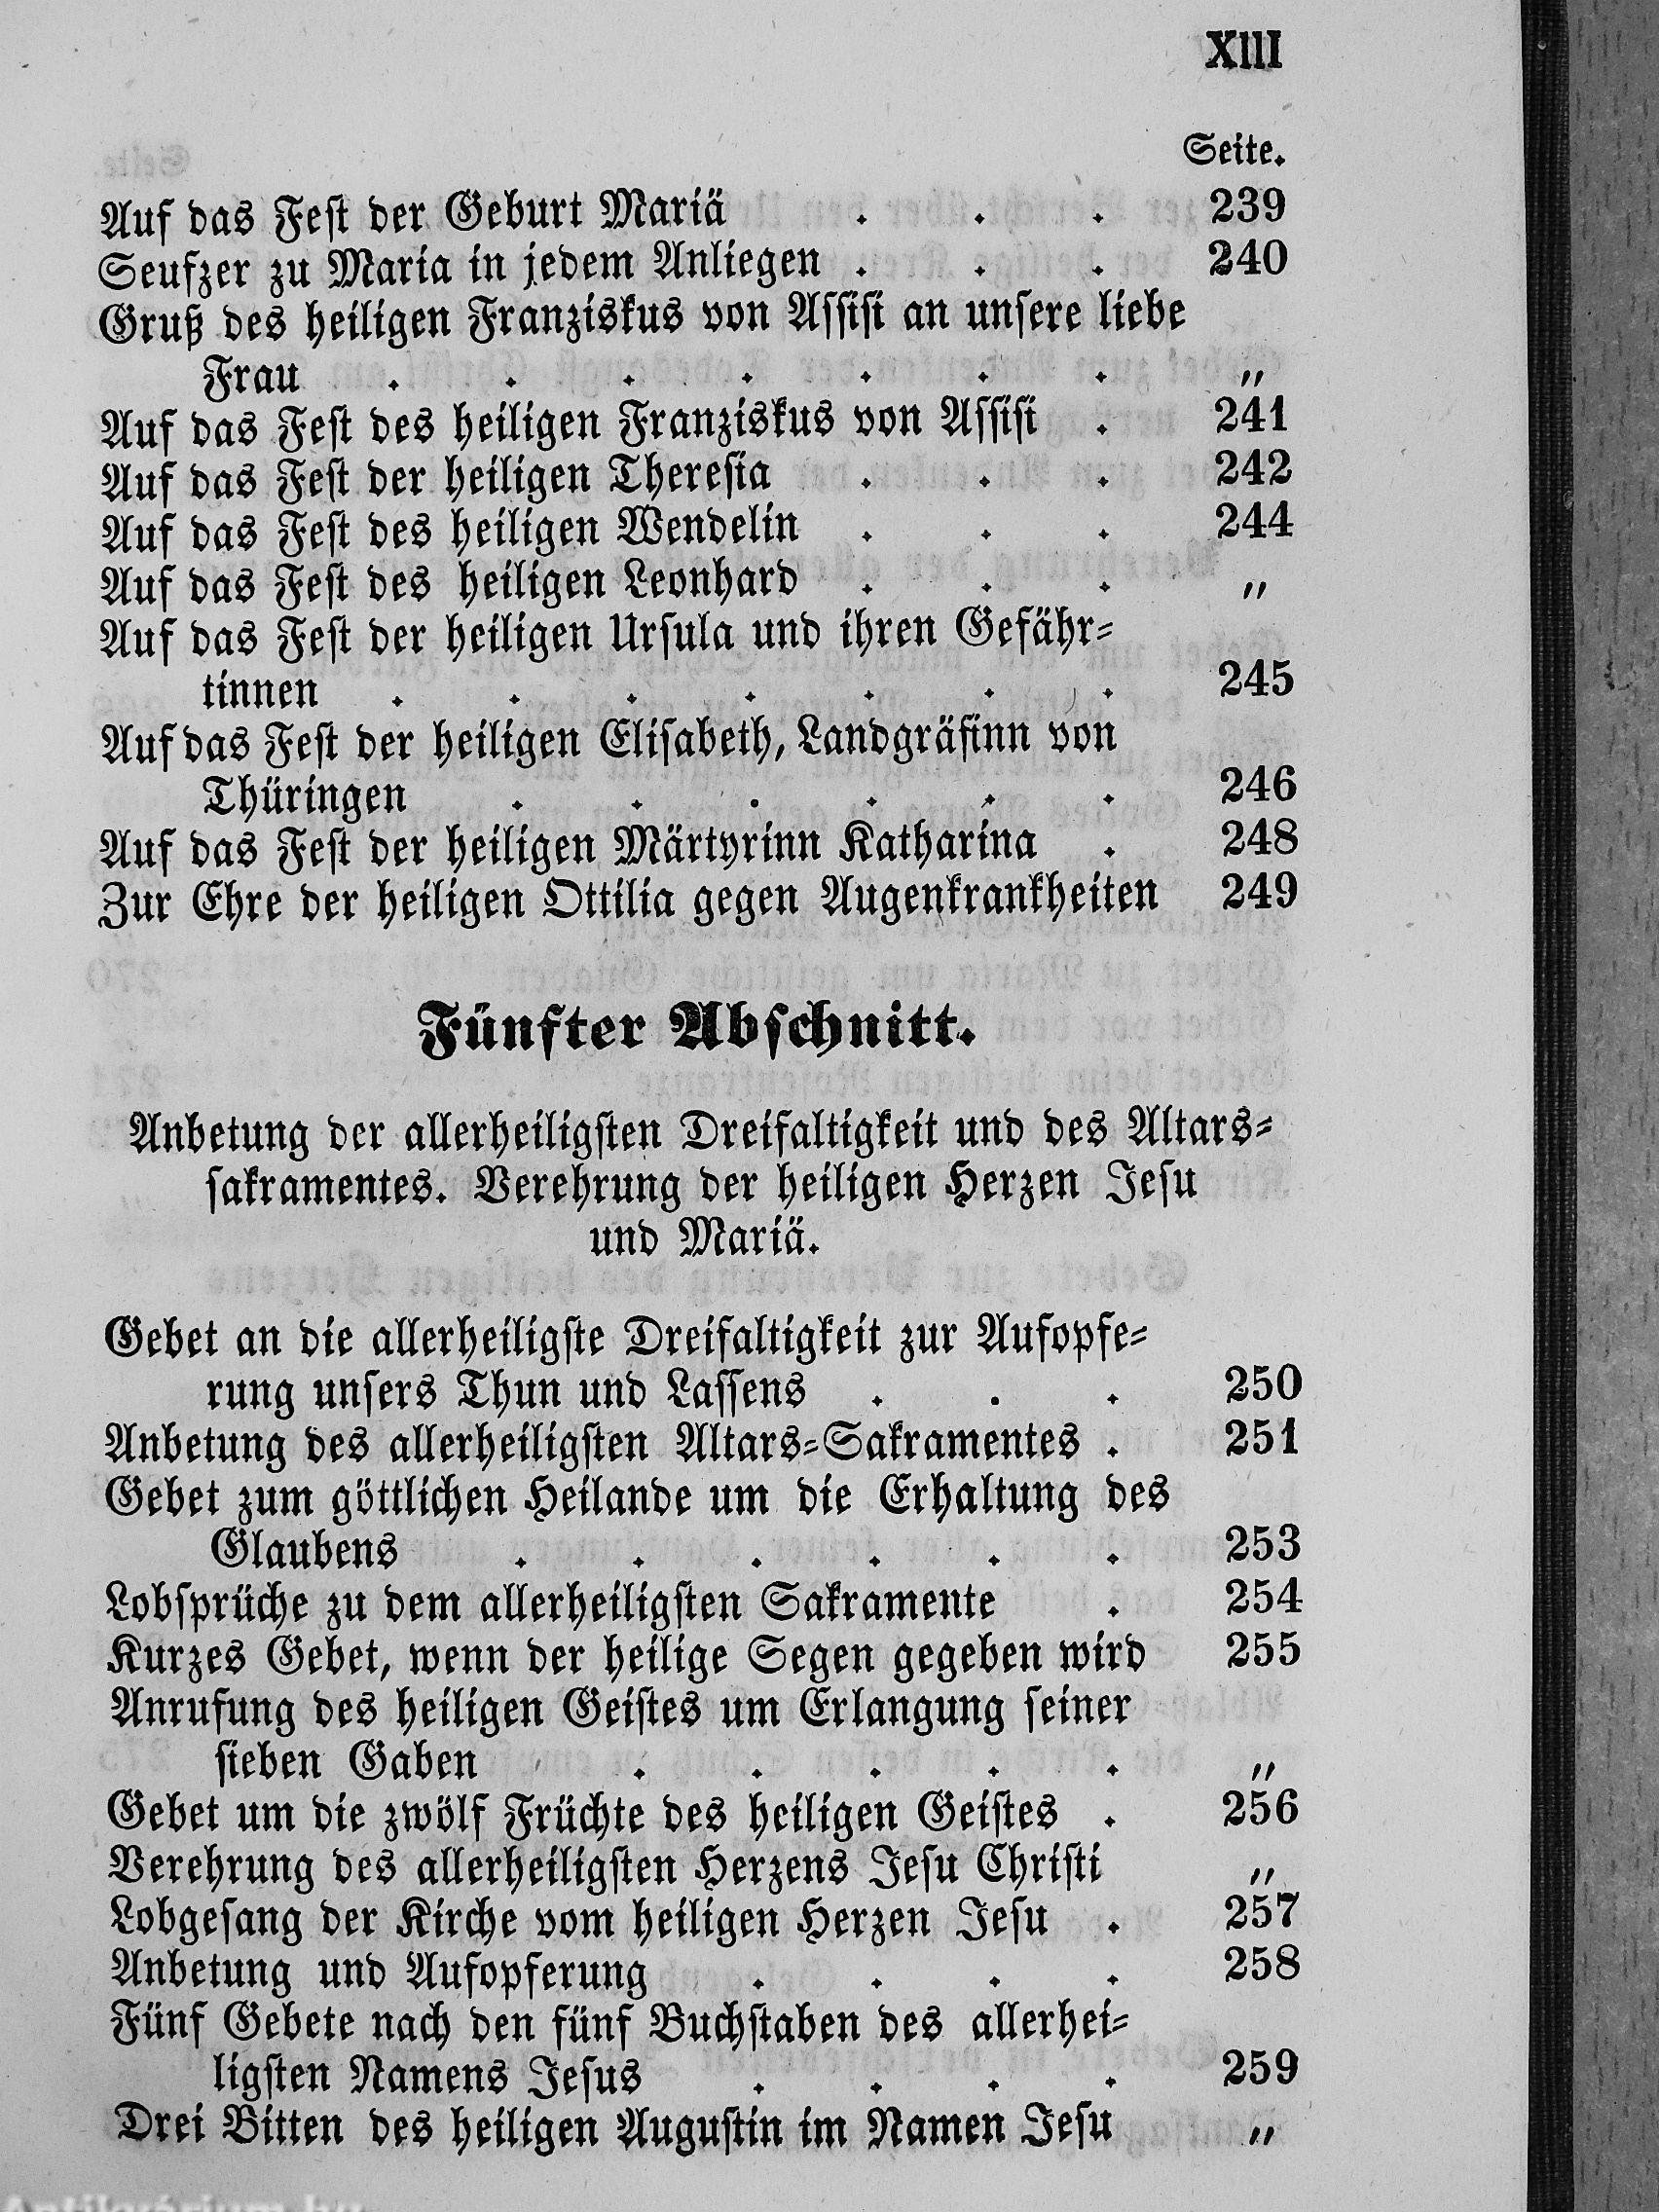 XIII
Seite.
Auf das Fest der Geburt Mariä . . . 239
Seufzer zu Maria in jedem Anliegen . . . 240
Gruß des heiligen Franziskus von Assisi an unsere liebe
Frau . . . . . . . „
Auf das Fest des heiligen Franziskus von Assisi . 241
Auf das Fest der heiligen Theresia . . . 242
Auf das Fest des heiligen Wendelin . . . 244
Auf das Fest des heiligen Leonhard . . . „
Auf das Fest der heiligen Ursula und ihren Gefähr-
tinnen . . . . . . . 245
Auf das Fest der heiligen Elisabeth, Landgräfinn von
Thüringen . . . . . . 246
Auf das Fest der heiligen Märtyrinn Katharina . 248
Zur Ehre der heiligen Ottilia gegen Augenkrankheiten 249
Fünfter Abschnitt.
Anbetung der allerheiligsten Dreifaltigkeit und des Altars-
sakramentes. Verehrung der heiligen Herzen Jesu
und Mariä.
Gebet an die allerheiligste Dreifaltigkeit zur Aufopfe-
rung unsers Thun und Lassens . . . 250
Anbetung des allerheiligsten Altars-Sakramentes . 251
Gebet zum göttlichen Heilande um die Erhaltung des
Glaubens . . . . . . 253
Lobsprüche zu dem allerheiligsten Sakramente . 254
Kurzes Gebet, wenn der heilige Segen gegeben wird 255
Anrufung des heiligen Geistes um Erlangung seiner
sieben Gaben . . . . . „
Gebet um die zwölf Früchte des heiligen Geistes . 256
Verehrung des allerheiligsten Herzens Jesu Christi „
Lobgesang der Kirche vom heiligen Herzen Jesu . 257
Anbetung und Aufopferung . . . . 258
Fünf Gebete nach den fünf Buchstaben des allerhei-
ligsten Namens Jesus . . . . 259
Drei Bitten des heiligen Augustin im Namen Jesu „